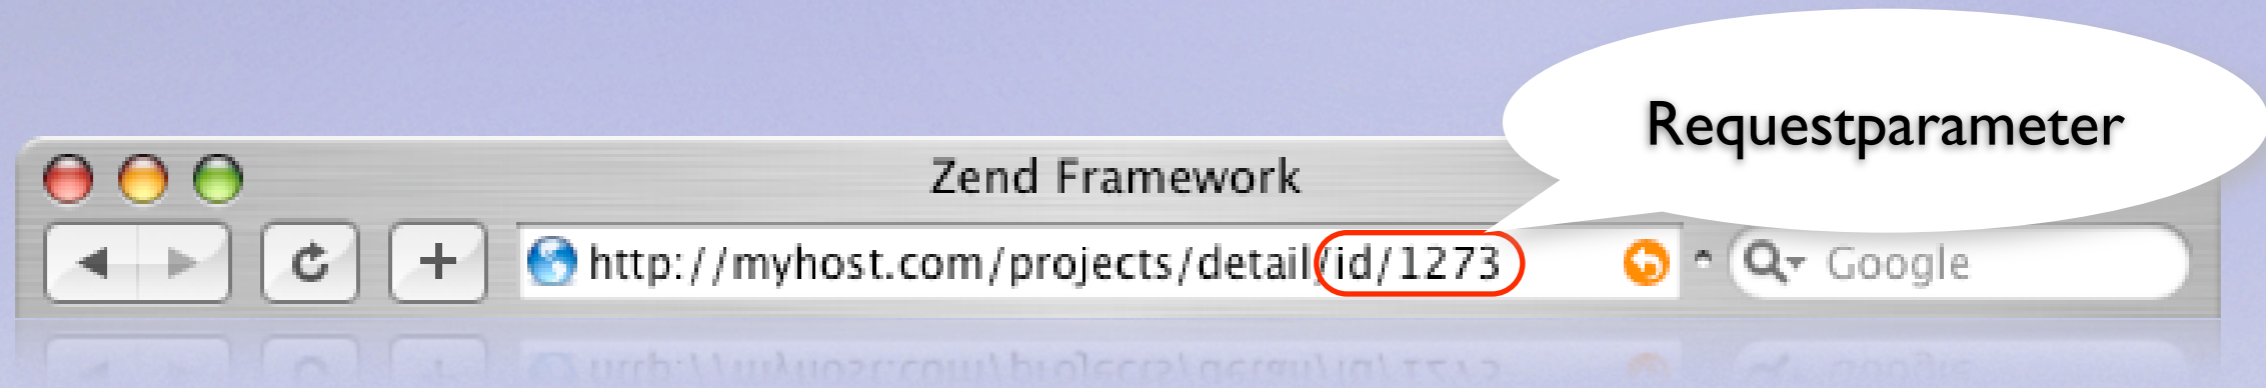 Requestparameter
Zend Framework
http://myhost.com/projects/detail/id/1273
Google